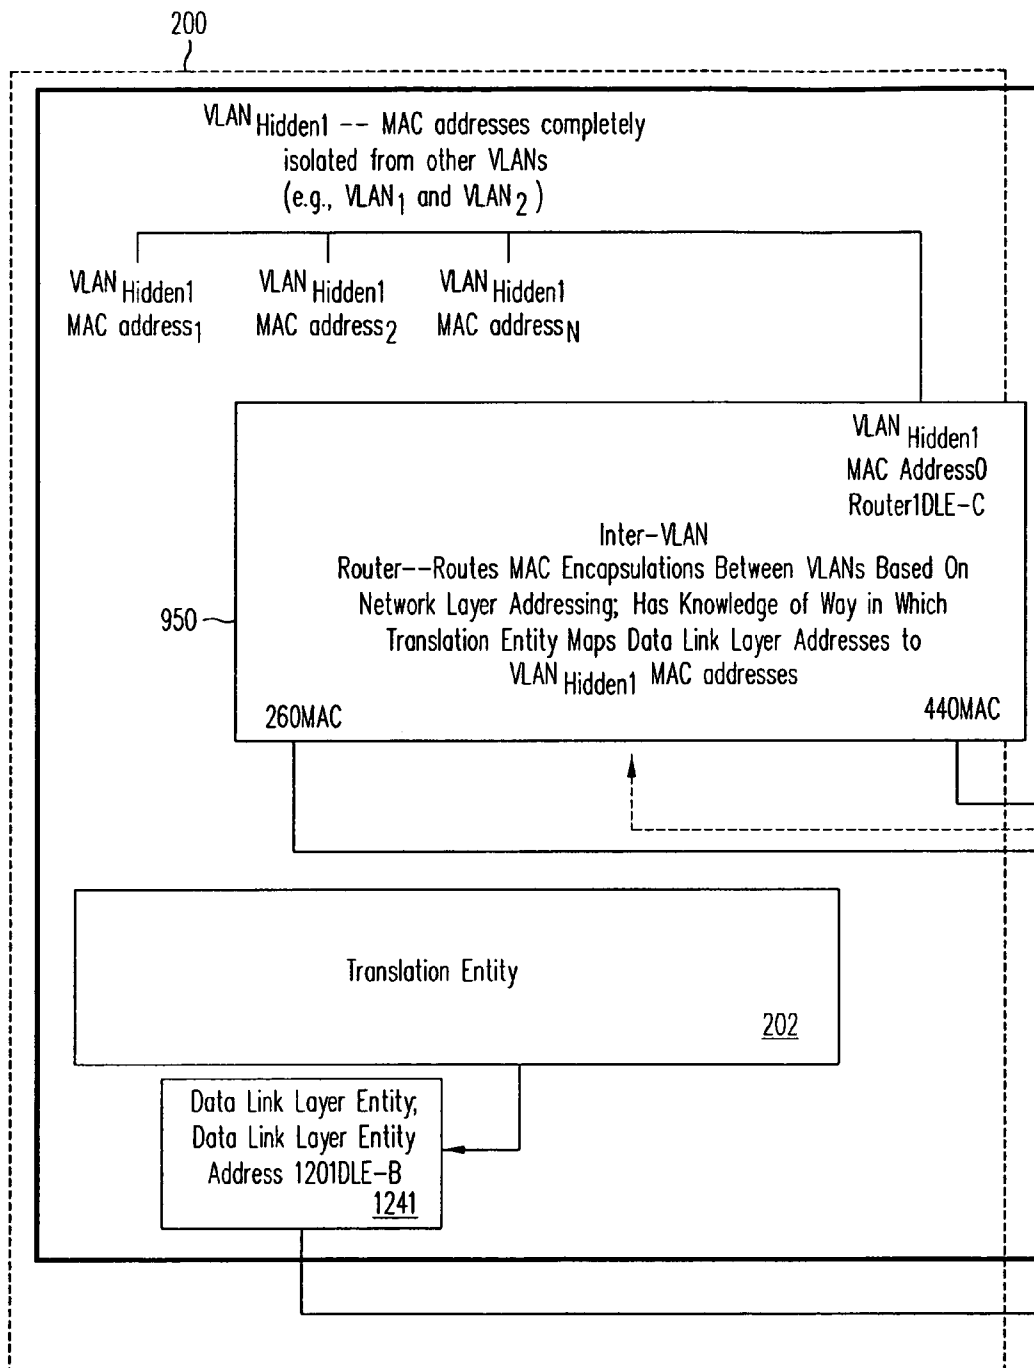 200
VLAN Hidden1 -- MAC addresses completely
isolated from other VLANs
(e.g., VLAN1 and VLAN2)
VLAN Hidden1
MAC address1
VLAN Hidden1
MAC address2
VLAN Hidden1
MAC addressN
VLAN Hidden1
MAC Address0
Router1DLE-C
Inter-VLAN
Router--Routes MAC Encapsulations Between VLANs Based On
Network Layer Addressing; Has Knowledge of Way in Which
Translation Entity Maps Data Link Layer Addresses to
VLAN Hidden1 MAC addresses
950
260MAC
440MAC
Translation Entity
202
Data Link Layer Entity;
Data Link Layer Entity
Address 1201DLE-B
1241